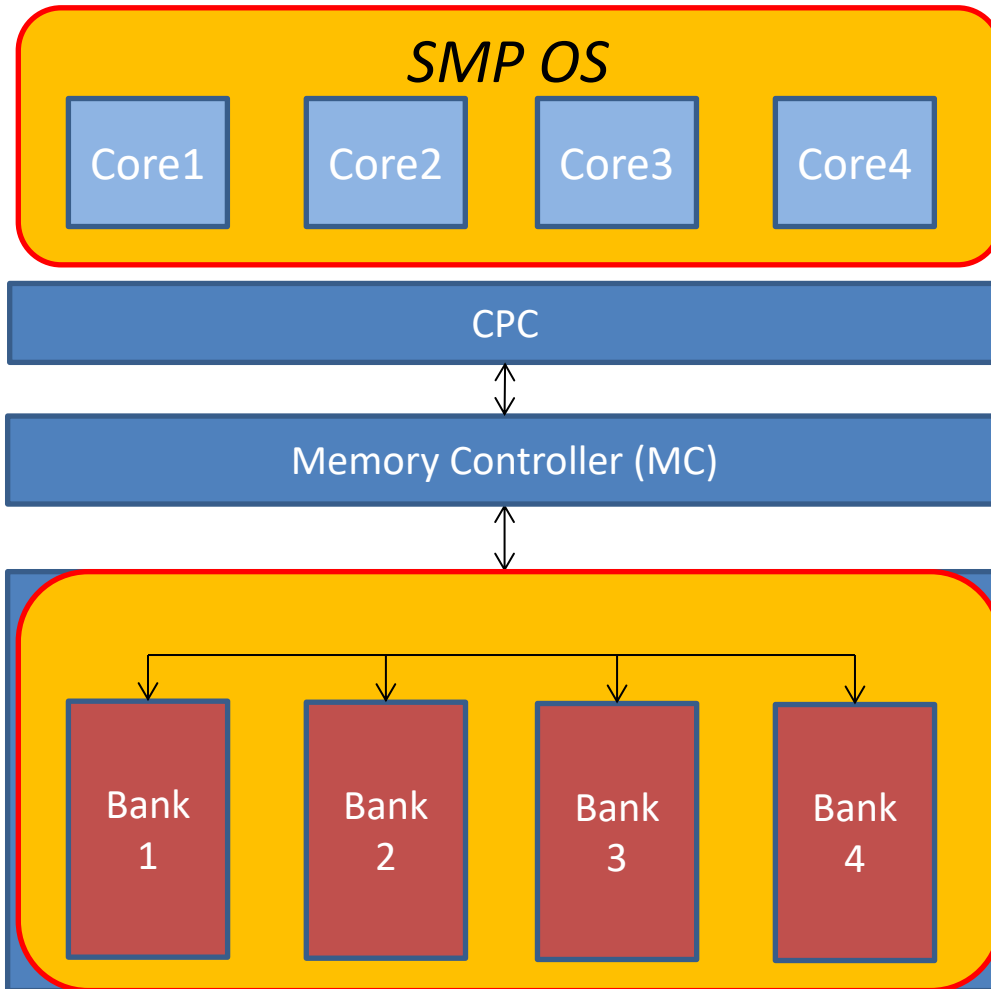 SMP OS
Core1 Core2 Core3 Core4
CPC
Memory Controller (MC)
Bank
1
Bank
2
Bank
3
Bank
4